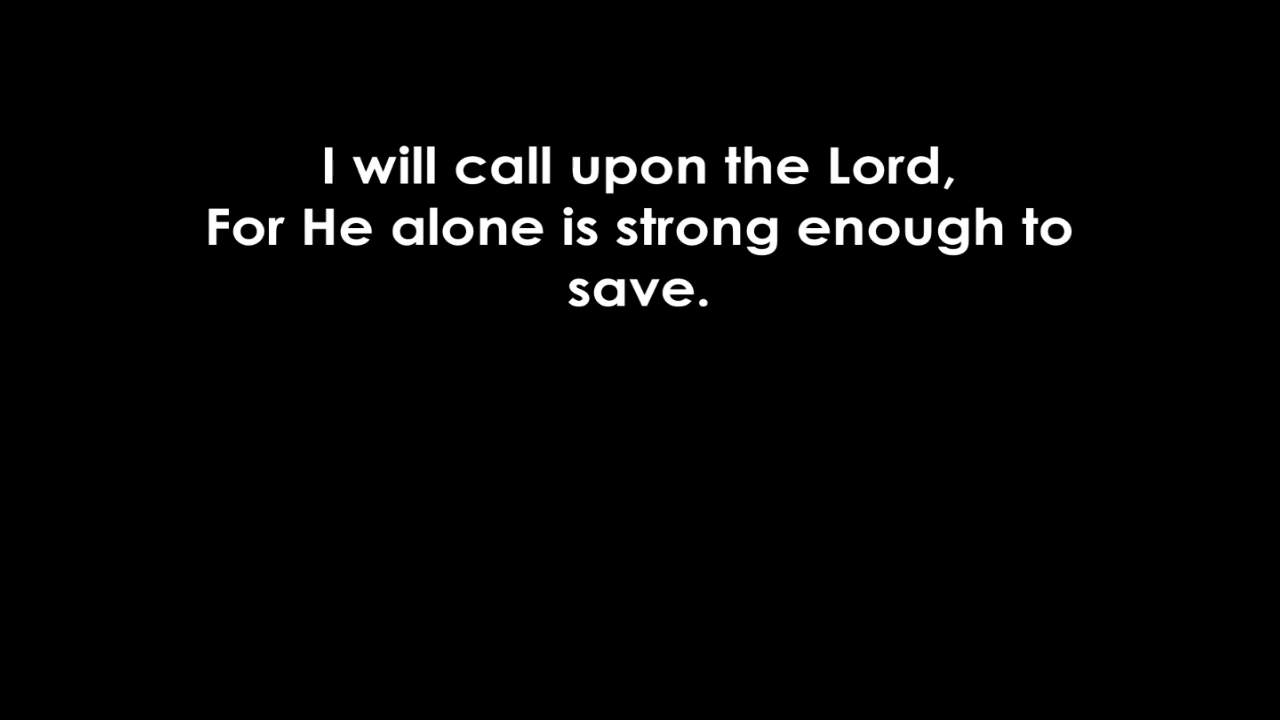 I will call upon the Lord,
For He alone is strong enough to
save.